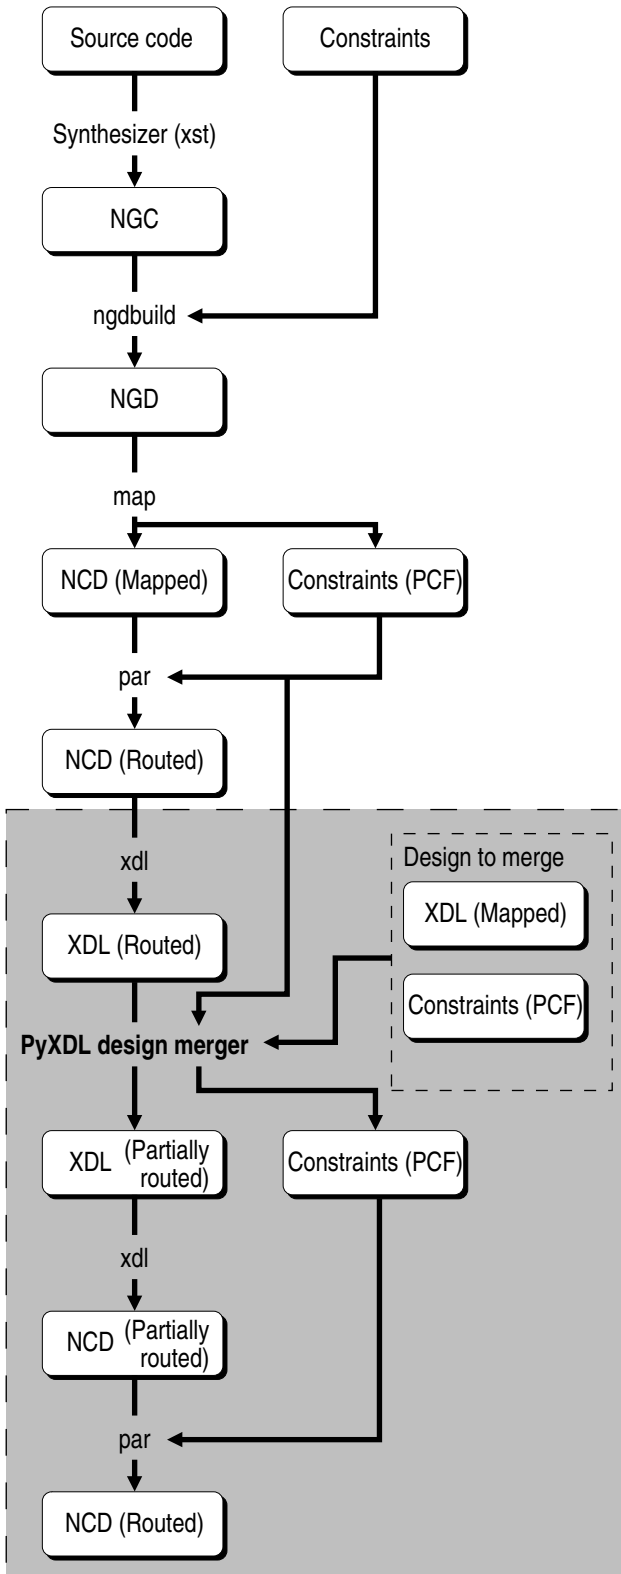 Source code
Constraints
Synthesizer (xst)
NGC
ngdbuild
NGD
map
NCD (Mapped)
Constraints (PCF)
par
NCD (Routed)
xdl
Design to merge
XDL (Mapped)
XDL (Routed)
Constraints (PCF)
PyXDL design merger
XDL (Partially
routed)
Constraints (PCF)
xdl
NCD (Partially
routed)
par
NCD (Routed)